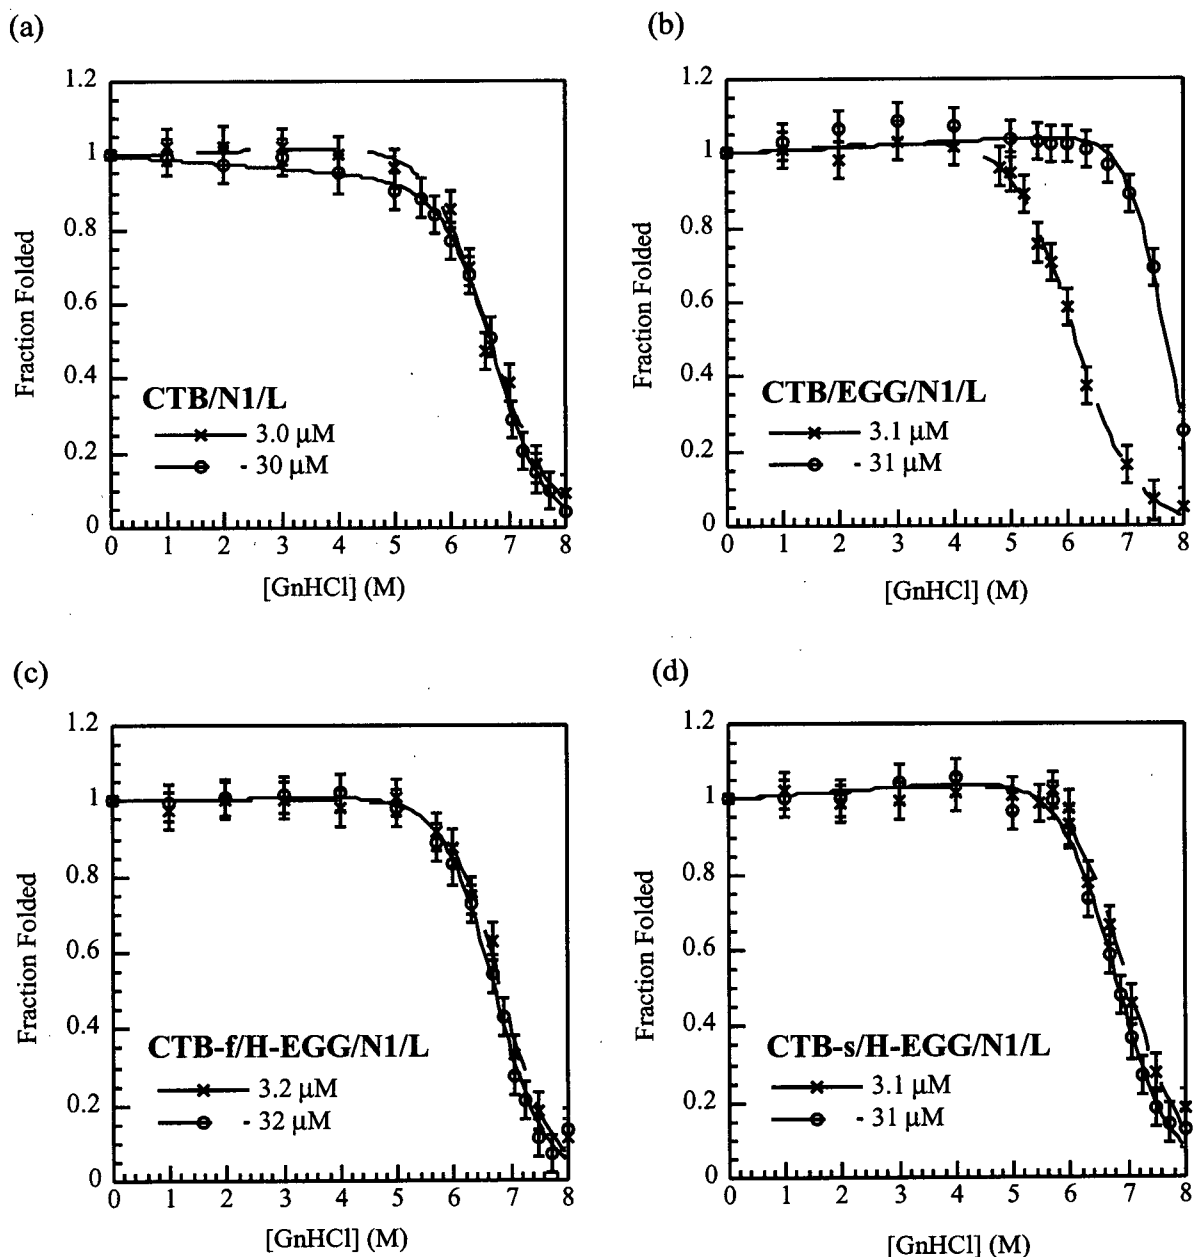 (a)
1.2
1
0.8
0.6
0.4
0.2
0
Fraction Folded
CTB/N1/L
3.0 µM
- 30 µM
0 1 2 3 4 5 6 7 8
[GnHCl] (M)
(b)
1.2
1
0.8
0.6
0.4
0.2
0
Fraction Folded
CTB/EGG/N1/L
3.1 µM
- 31 µM
0 1 2 3 4 5 6 7 8
[GnHCl] (M)
(c)
1.2
1
0.8
0.6
0.4
0.2
0
Fraction Folded
CTB-f/H-EGG/N1/L
3.2 µM
- 32 µM
0 1 2 3 4 5 6 7 8
[GnHCl] (M)
(d)
1.2
1
0.8
0.6
0.4
0.2
0
Fraction Folded
CTB-s/H-EGG/N1/L
3.1 µM
- 31 µM
0 1 2 3 4 5 6 7 8
[GnHCl] (M)